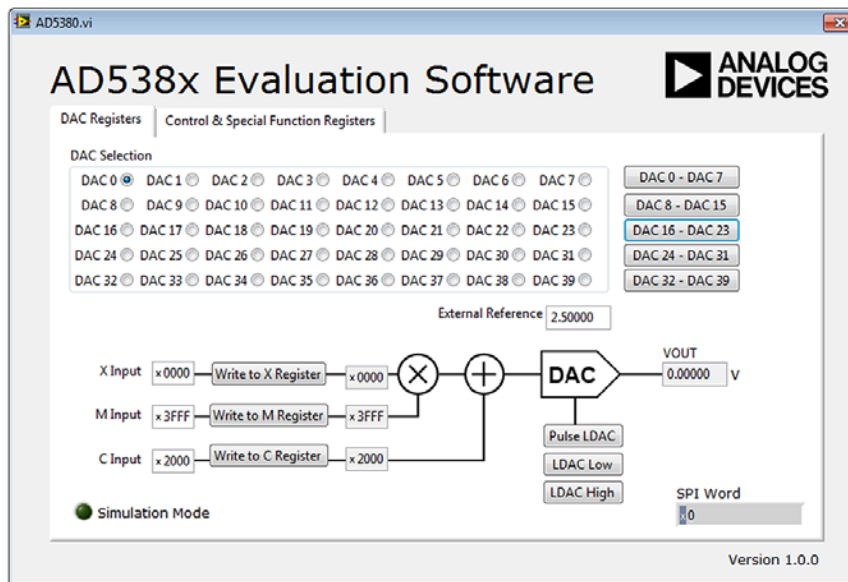 AD5380.vi
AD538x Evaluation Software
ANALOG
DEVICES
DAC Registers
Control & Special Function Registers
DAC Selection
DAC 0 DAC 1 DAC 2 DAC 3 DAC 4 DAC 5 DAC 6 DAC 7
DAC 0 - DAC 7
DAC 8 DAC 9 DAC 10 DAC 11 DAC 12 DAC 13 DAC 14 DAC 15
DAC 8 - DAC 15
DAC 16 DAC 17 DAC 18 DAC 19 DAC 20 DAC 21 DAC 22 DAC 23
DAC 16 - DAC 23
DAC 24 DAC 25 DAC 26 DAC 27 DAC 28 DAC 29 DAC 30 DAC 31
DAC 24 - DAC 31
DAC 32 DAC 33 DAC 34 DAC 35 DAC 36 DAC 37 DAC 38 DAC 39
DAC 32 - DAC 39
External Reference 2.50000
X Input x 0000 Write to X Register x 0000
M Input x 3FFF Write to M Register x 3FFF
C Input x 2000 Write to C Register x 2000
DAC
VOUT
0.00000 V
Pulse LDAC
LDAC Low
LDAC High
SPI Word
x 0
Simulation Mode
Version 1.0.0